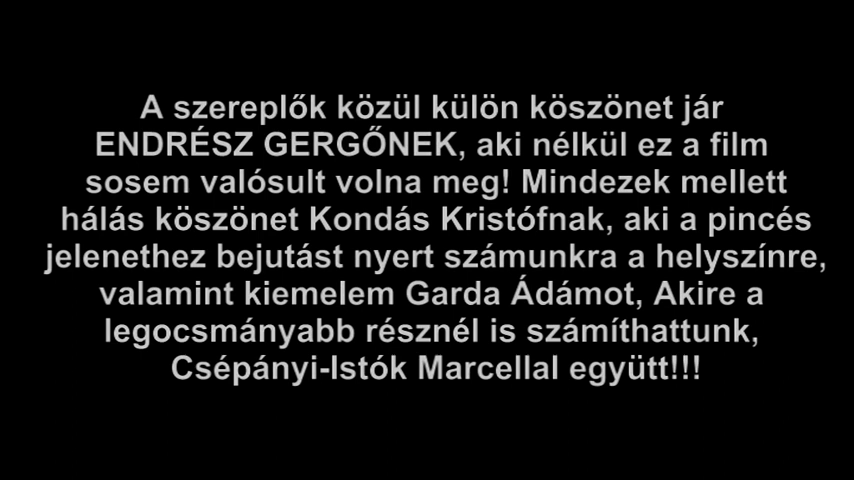 A szereplők közül külön köszönet jár
ENDRÉSZ GERGŐNEK, aki nélkül ez a film
sosem valósult volna meg! Mindezek mellett
hálás köszönet Kondás Kristófnak, aki a pincés
jelenethez bejutást nyert számunkra a helyszínre,
valamint kiemelem Garda Ádámot, Akire a
legocsmányabb résznél is számíthattunk,
Csépányi-Istók Marcellal együtt!!!